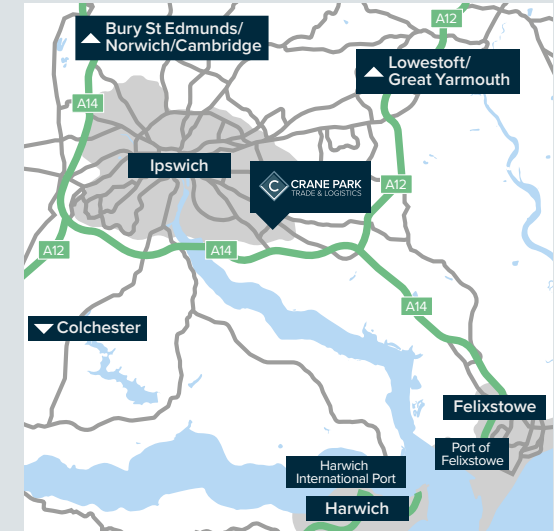 A12
Bury St Edmunds/
Norwich/Cambridge
Lowestoft/
Great Yarmouth
A14
Ipswich
C
CRANE PARK
TRADE & LOGISTICS
A12
A12
A14
A14
Colchester
Felixstowe
Port of
Felixstowe
Harwich
International Port
Harwich